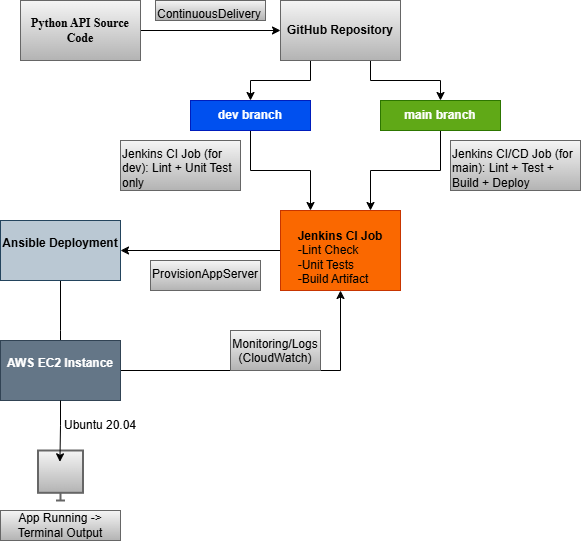 Python API Source
Code
ContinuousDelivery
GitHub Repository
dev branch
main branch
Jenkins CI Job (for
dev): Lint + Unit Test
only
Jenkins CI/CD Job (for
main): Lint + Test +
Build + Deploy
Ansible Deployment
Jenkins CI Job
-Lint Check
-Unit Tests
-Build Artifact
ProvisionAppServer
AWS EC2 Instance
Monitoring/Logs
(CloudWatch)
Ubuntu 20.04
App Running ->
Terminal Output